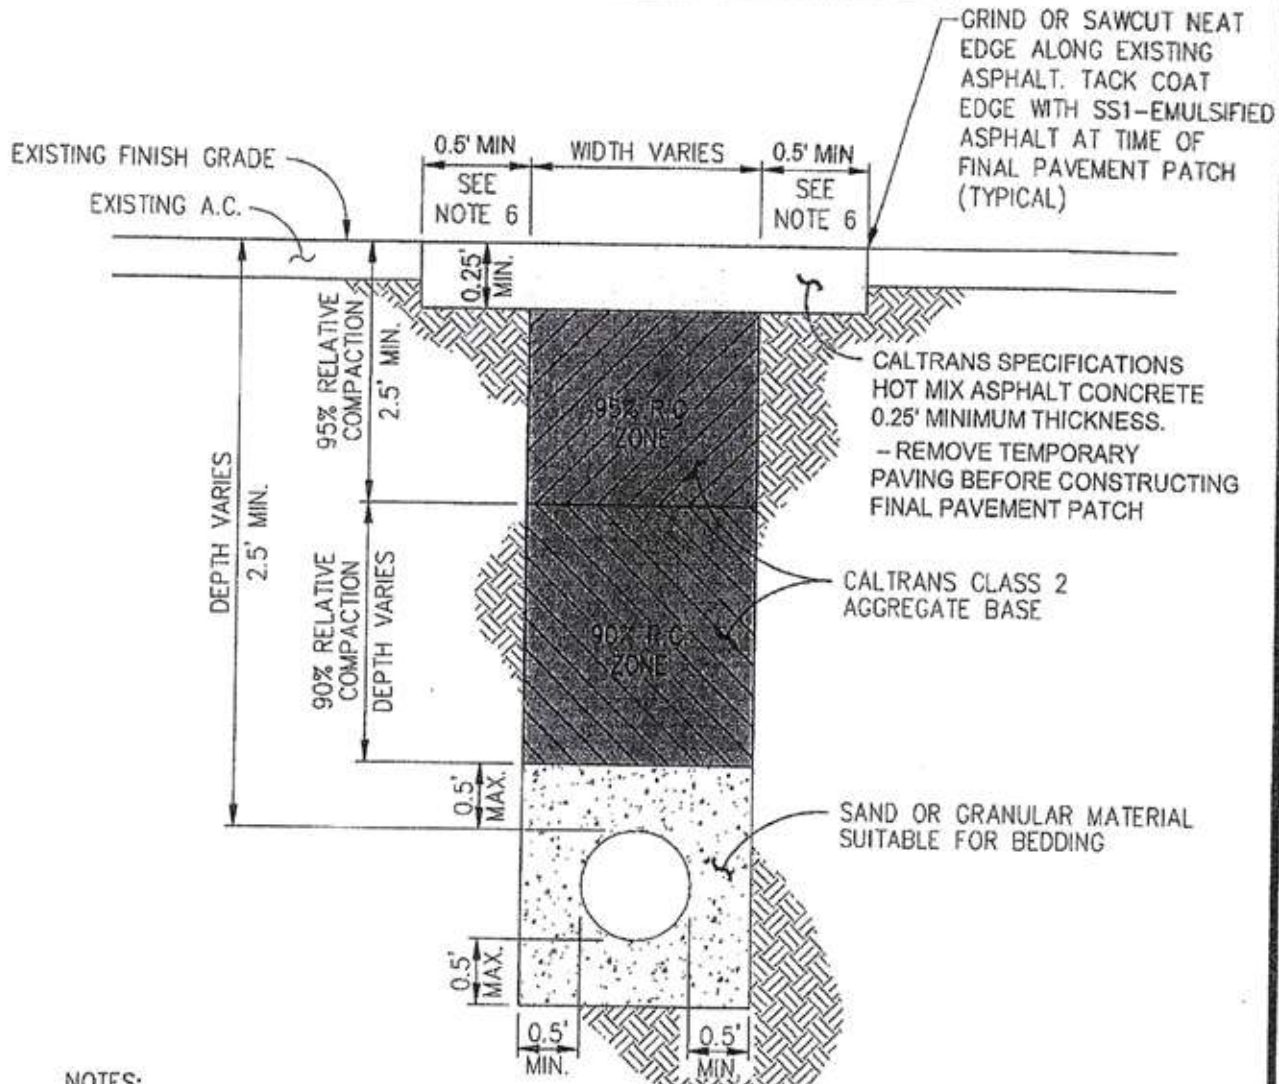 GRIND OR SAWCUT NEAT
EDGE ALONG EXISTING
ASPHALT. TACK COAT
EDGE WITH SS1-EMULSIFIED
ASPHALT AT TIME OF
FINAL PAVEMENT PATCH
(TYPICAL)
EXISTING FINISH GRADE
EXISTING A.C.
0.5' MIN
SEE
NOTE 6
WIDTH VARIES
0.5' MIN
SEE
NOTE 6
0.25'
MIN.
95% RELATIVE
COMPACTION
2.5' MIN.
DEPTH VARIES
2.5' MIN.
95% R.C.
ZONE
CALTRANS SPECIFICATIONS
HOT MIX ASPHALT CONCRETE
0.25' MINIMUM THICKNESS.
- REMOVE TEMPORARY
PAVING BEFORE CONSTRUCTING
FINAL PAVEMENT PATCH
90% RELATIVE
COMPACTION
DEPTH VARIES
90% R.C.
ZONE
CALTRANS CLASS 2
AGGREGATE BASE
0.5'
MAX.
SAND OR GRANULAR MATERIAL
SUITABLE FOR BEDDING
0.5'
MAX.
0.5'
MIN.
0.5'
MIN.
NOTES: